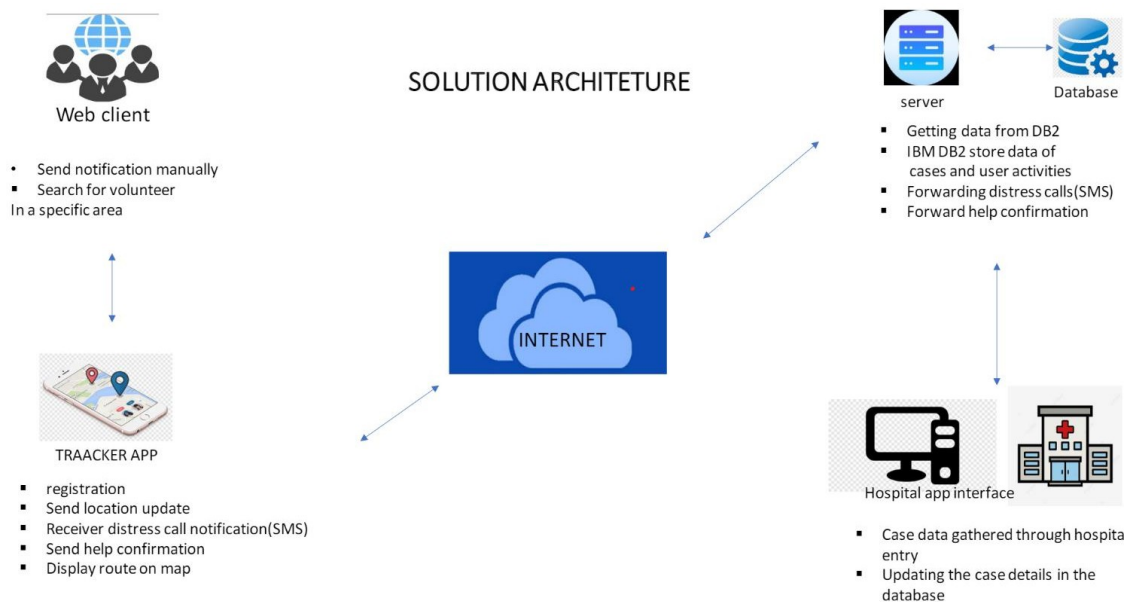 SOLUTION ARCHITETURE
Web client
• Send notification manually
▪ Search for volunteer
In a specific area
server
Database
▪ Getting data from DB2
▪ IBM DB2 store data of
cases and user activities
▪ Forwarding distress calls(SMS)
▪ Forward help confirmation
INTERNET
TRAACKER APP
▪ registration
▪ Send location update
▪ Receiver distress call notification(SMS)
▪ Send help confirmation
▪ Display route on map
Hospital app interface
▪ Case data gathered through hospita
entry
▪ Updating the case details in the
database